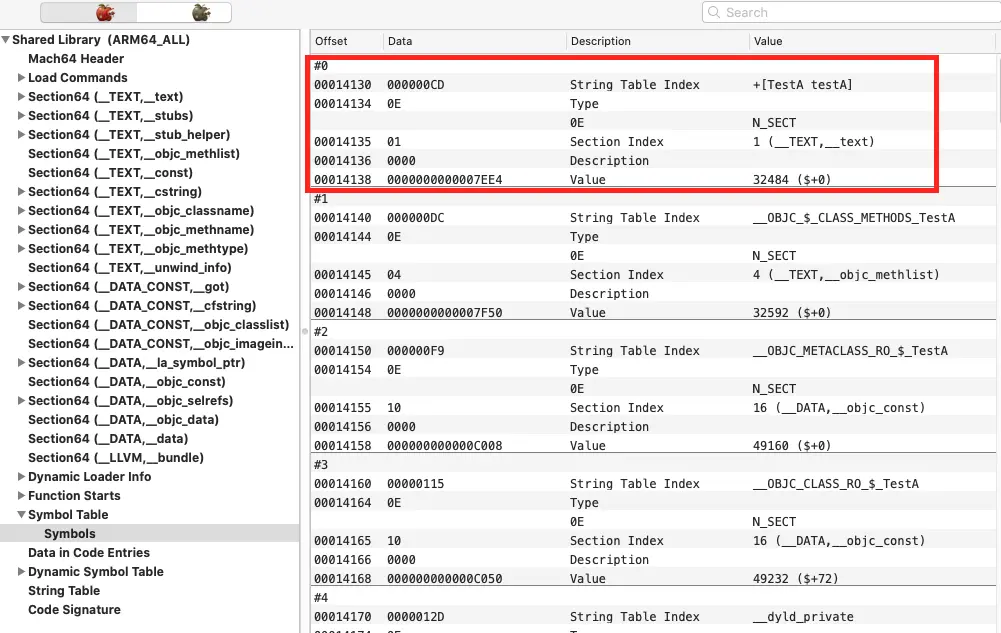 Search
Shared Library (ARM64_ALL)
Mach64 Header
Load Commands
Section64 (__TEXT,__text)
Section64 (__TEXT,__stubs)
Section64 (__TEXT,__stub_helper)
Section64 (__TEXT,__objc_methlist)
Section64 (__TEXT,__const)
Section64 (__TEXT,__cstring)
Section64 (__TEXT,__objc_classname)
Section64 (__TEXT,__objc_methname)
Section64 (__TEXT,__objc_methtype)
Section64 (__TEXT,__unwind_info)
Section64 (__DATA_CONST,__got)
Section64 (__DATA_CONST,__cfstring)
Section64 (__DATA_CONST,__objc_classlist)
Section64 (__DATA_CONST,__objc_imagein...
Section64 (__DATA,__la_symbol_ptr)
Section64 (__DATA,__objc_const)
Section64 (__DATA,__objc_selrefs)
Section64 (__DATA,__objc_data)
Section64 (__DATA,__data)
Section64 (__LLVM,__bundle)
Dynamic Loader Info
Function Starts
Symbol Table
Symbols
Data in Code Entries
Dynamic Symbol Table
String Table
Code Signature
Offset Data Description Value
#0
00014130 000000CD String Table Index +[TestA testA]
00014134 0E Type
0E N_SECT
00014135 01 Section Index 1 (__TEXT,__text)
00014136 0000 Description
00014138 0000000000007EE4 Value 32484 ($+0)
#1
00014140 000000DC String Table Index __OBJC_$_CLASS_METHODS_TestA
00014144 0E Type
0E N_SECT
00014145 04 Section Index 4 (__TEXT,__objc_methlist)
00014146 0000 Description
00014148 0000000000007F50 Value 32592 ($+0)
#2
00014150 000000F9 String Table Index __OBJC_METACLASS_RO_$_TestA
00014154 0E Type
0E N_SECT
00014155 10 Section Index 16 (__DATA,__objc_const)
00014156 0000 Description
00014158 000000000000C008 Value 49160 ($+0)
#3
00014160 00000115 String Table Index __OBJC_CLASS_RO_$_TestA
00014164 0E Type
0E N_SECT
00014165 10 Section Index 16 (__DATA,__objc_const)
00014166 0000 Description
00014168 000000000000C050 Value 49232 ($+72)
#4
00014170 0000012D String Table Index __dyld_private